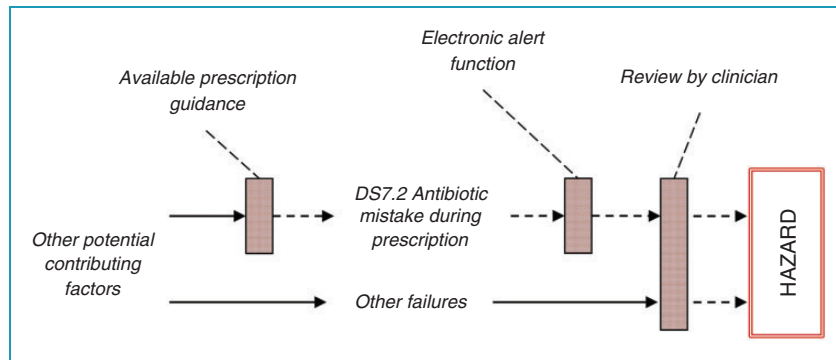 Electronic alert
function
Available prescription
guidance
Review by clinician
DS7.2 Antibiotic
mistake during
prescription
Other potential
contributing
factors
Other failures
HAZARD